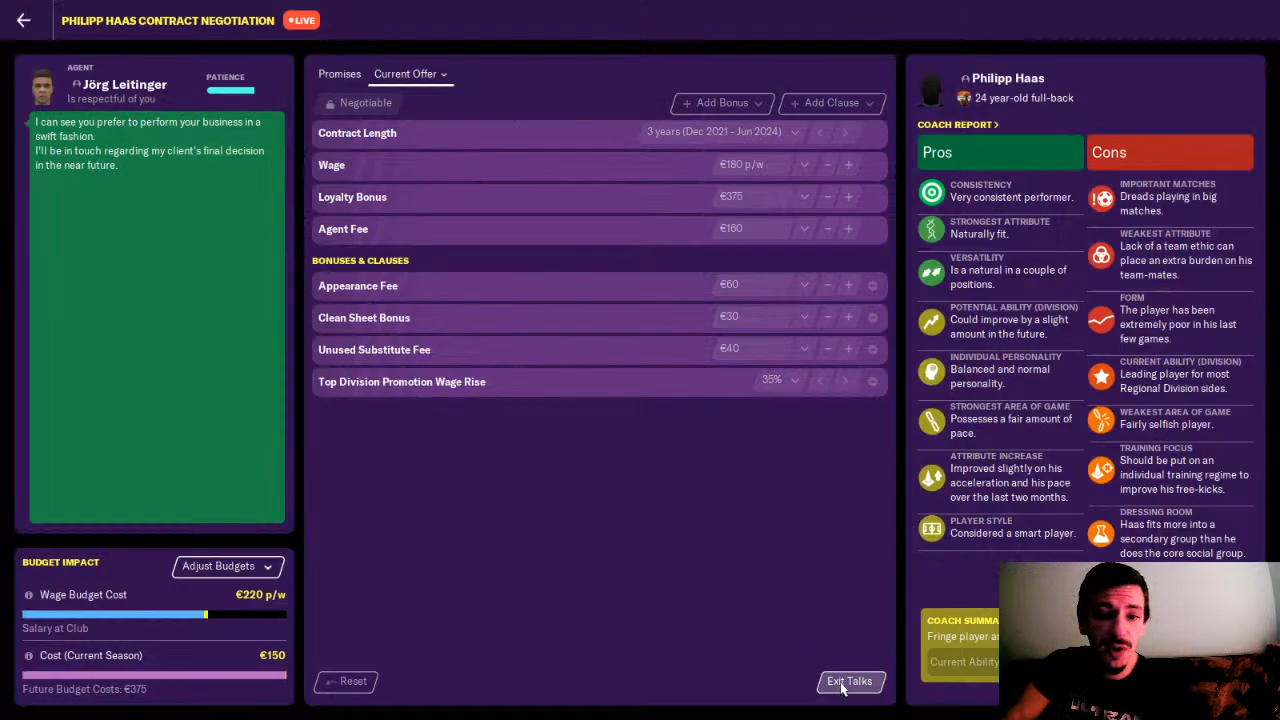 PHILIPP HAAS CONTRACT NEGOTIATION
LIVE
AGENT
Jörg Leitinger
Is respectful of you
PATIENCE
I can see you prefer to perform your business in a
swift fashion.
I'll be in touch regarding my client's final decision
in the near future.
BUDGET IMPACT
Adjust Budgets
Wage Budget Cost
€220 p/w
Salary at Club
Cost (Current Season)
€150
Future Budget Costs: €375
Promises
Current Offer
Negotiable
+ Add Bonus
+ Add Clause
Contract Length
3 years (Dec 2021 - Jun 2024)
Wage
€180 p/w
Loyalty Bonus
€375
Agent Fee
€160
BONUSES & CLAUSES
Appearance Fee
€60
Clean Sheet Bonus
€30
Unused Substitute Fee
€40
Top Division Promotion Wage Rise
35%
Reset
Exit Talks
Philipp Haas
24 year-old full-back
COACH REPORT >
Pros
CONSISTENCY
Very consistent performer.
STRONGEST ATTRIBUTE
Naturally fit.
VERSATILITY
Is a natural in a couple of
positions.
POTENTIAL ABILITY (DIVISION)
Could improve by a slight
amount in the future.
INDIVIDUAL PERSONALITY
Balanced and normal
personality.
STRONGEST AREA OF GAME
Possesses a fair amount of
pace.
ATTRIBUTE INCREASE
Improved slightly on his
acceleration and his pace
over the last two months.
PLAYER STYLE
Considered a smart player.
Cons
IMPORTANT MATCHES
Dreads playing in big
matches.
WEAKEST ATTRIBUTE
Lack of a team ethic can
place an extra burden on his
team-mates.
FORM
The player has been
extremely poor in his last
few games.
CURRENT ABILITY (DIVISION)
Leading player for most
Regional Division sides.
WEAKEST AREA OF GAME
Fairly selfish player.
TRAINING FOCUS
Should be put on an
individual training regime to
improve his free-kicks.
DRESSING ROOM
Haas fits more into a
secondary group than he
does the core social group.
COACH SUMMA
Fringe player a
Current Ability